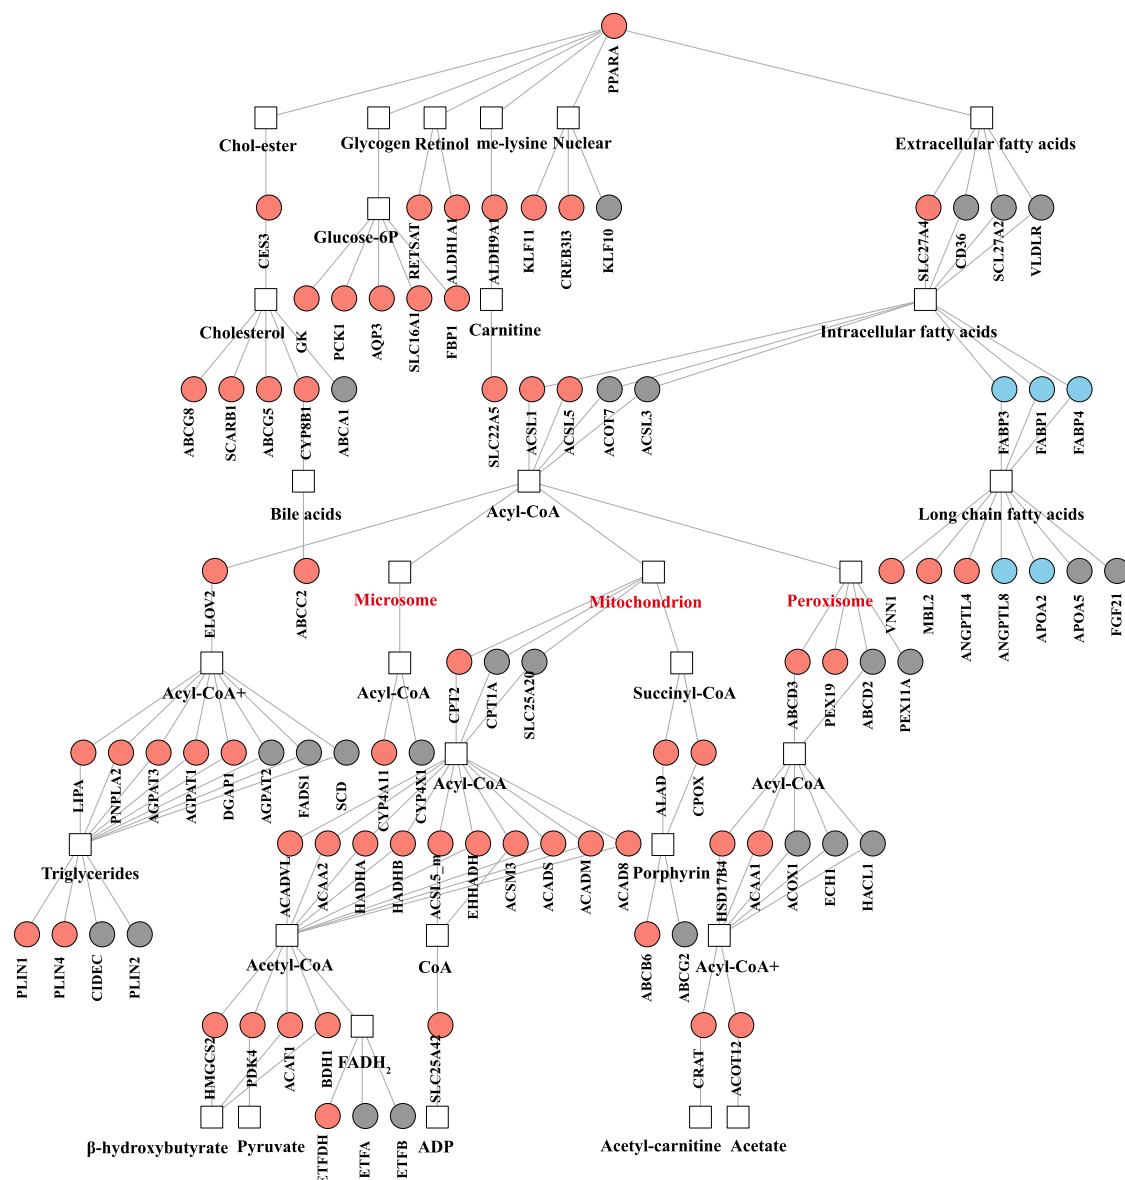 PPARA
Chol-ester
Glycogen
Retinol
me-lysine
Nuclear
Extracellular fatty acids
CES3
Glucose-6P
RETSAT
ALDH1A1
ALDH9A1
KLF11
CREB3l3
KLF10
SLC27A4
CD36
SCL27A2
VLDLR
Cholesterol
GK
PCK1
AQP3
SLC16A1
FBP1
Carnitine
Intracellular fatty acids
ABCG8
SCARB1
ABCG5
CYP8B1
ABCA1
SLC22A5
ACSL1
ACSL5
ACOT7
ACSL3
FABP3
FABP1
FABP4
Bile acids
Acyl-CoA
Long chain fatty acids
ELOV2
ABCC2
Microsome
Mitochondrion
Peroxisome
VNN1
MBL2
ANGPTL4
ANGPTL8
APOA2
APOA5
FGF21
Acyl-CoA+
Acyl-CoA
CPT2
CPT1A
SLC25A20
Succinyl-CoA
ABCD3
PEX19
ABCD2
PEX11A
LIPA
PNPLA2
AGPAT3
AGPAT1
DGAP1
AGPAT2
FADS1
SCD
CYP4A11
CYP4X1
Acyl-CoA
ALAD
CPOX
Acyl-CoA
Triglycerides
ACADVL
ACAA2
HADHA
HADHB
ACSL5_m
EHHADH
ACSM3
ACADS
ACADM
ACAD8
Porphyrin
HSD17B4
ACAA1
ACOX1
ECH1
HACL1
PLIN1
PLIN4
CIDEC
PLIN2
Acetyl-CoA
CoA
ABCB6
ABCG2
Acyl-CoA+
HMGCS2
PDK4
ACAT1
BDH1
FADH₂
SLC25A42
CRAT
ACOT12
β-hydroxybutyrate
Pyruvate
ETFDH
ETFA
ETFB
ADP
Acetyl-carnitine
Acetate